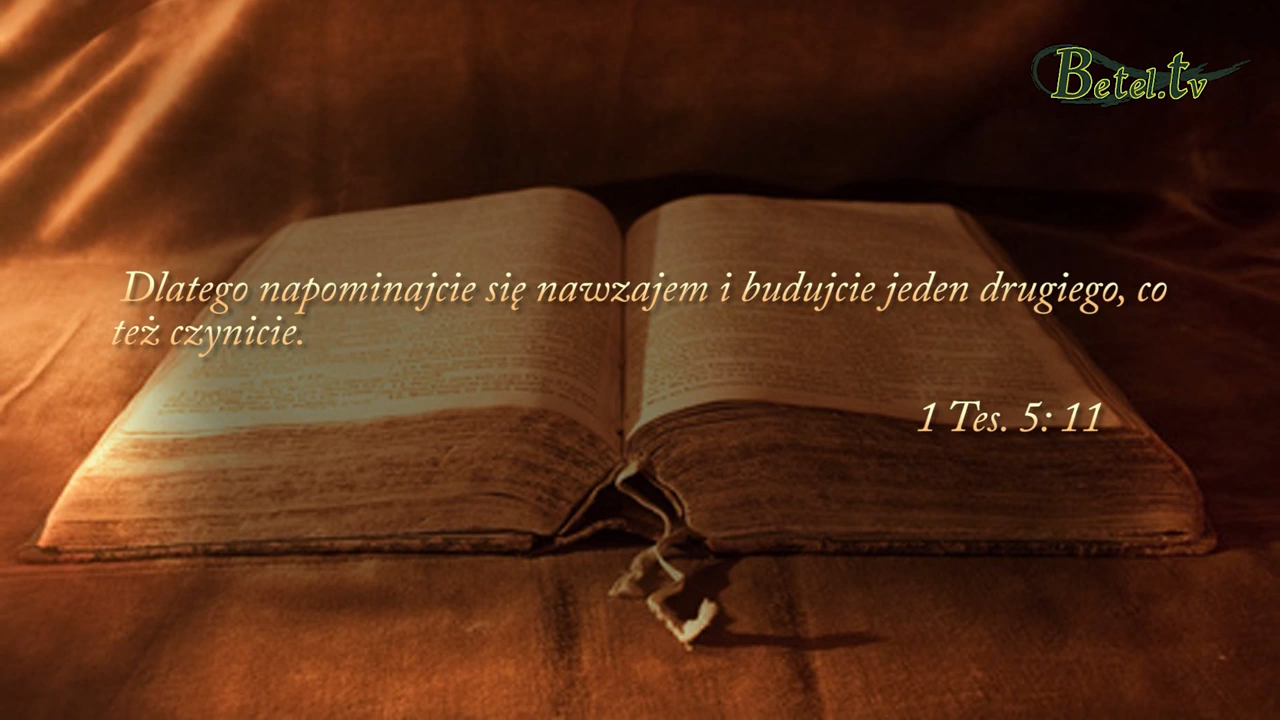 Betel.tv
Dlatego napominajcie się nawzajem i budujcie jeden drugiego, co
też czynicie.
1 Tes. 5: 11